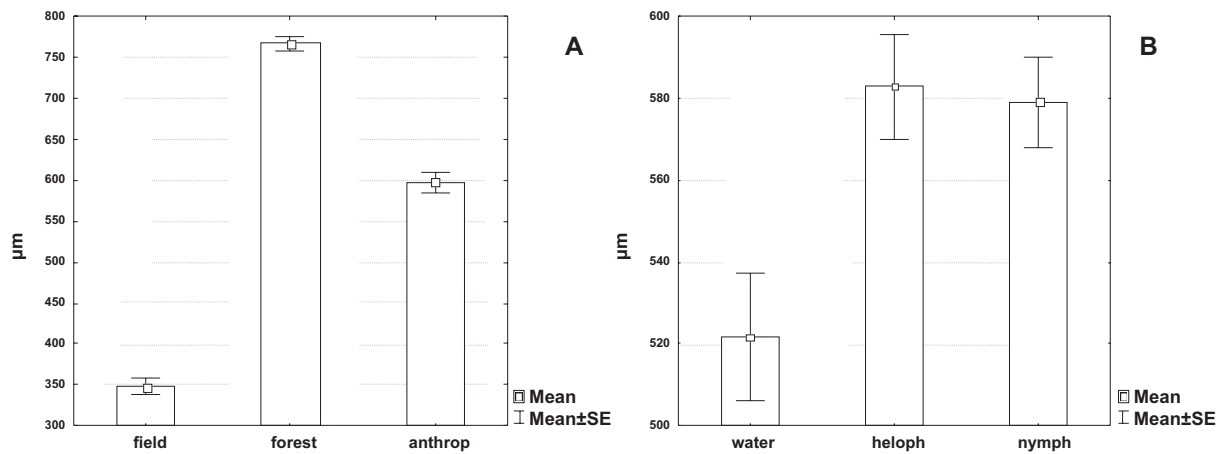 A
800
750
700
650
600
550
500
450
400
350
300
µm
field forest anthrop
Mean
Mean±SE
B
600
580
560
540
520
500
µm
water heloph nymph
Mean
Mean±SE